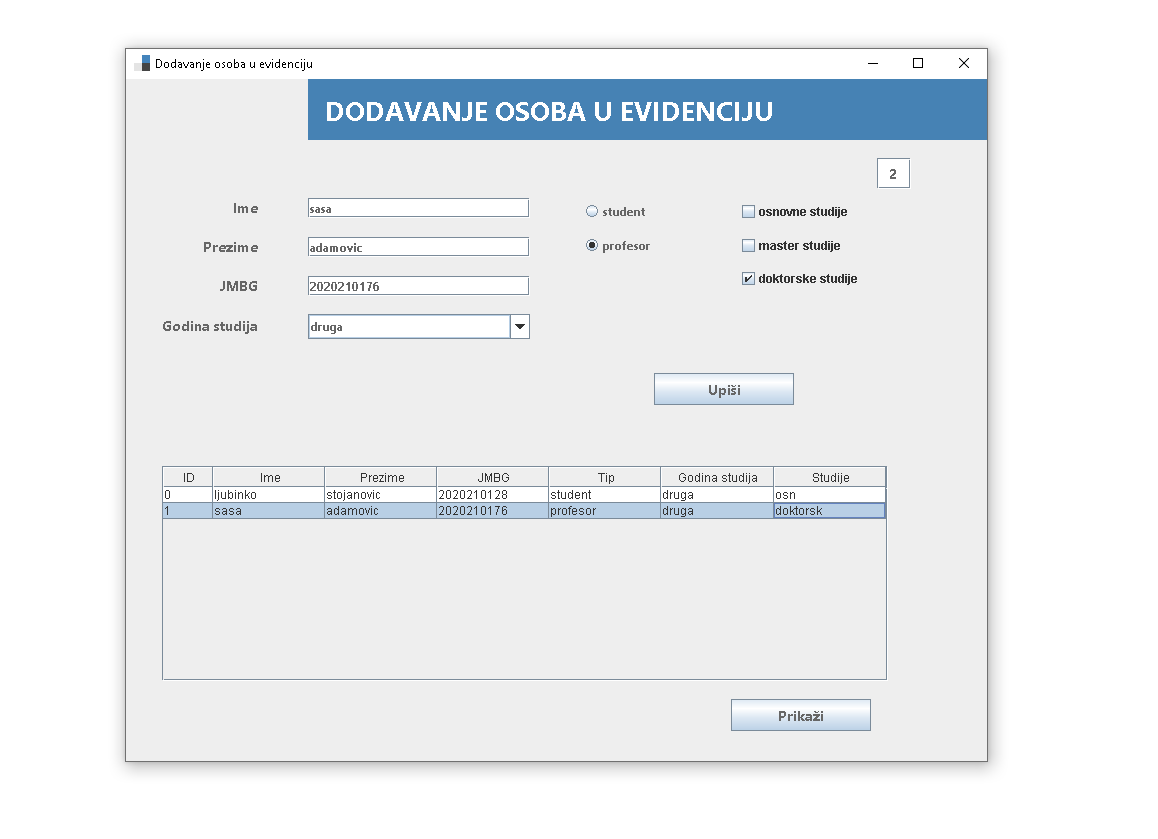 Dodavanje osoba u evidenciju
DODAVANJE OSOBA U EVIDENCIJU
2
Ime sasa student osnovne studije
Prezime adamovic profesor master studije
JMBG 2020210176 doktorske studije
Godina studija druga
Upiši
ID Ime Prezime JMBG Tip Godina studija Studije
0 ljubinko stojanovic 2020210128 student druga osn
1 sasa adamovic 2020210176 profesor druga doktorsk
Prikaži